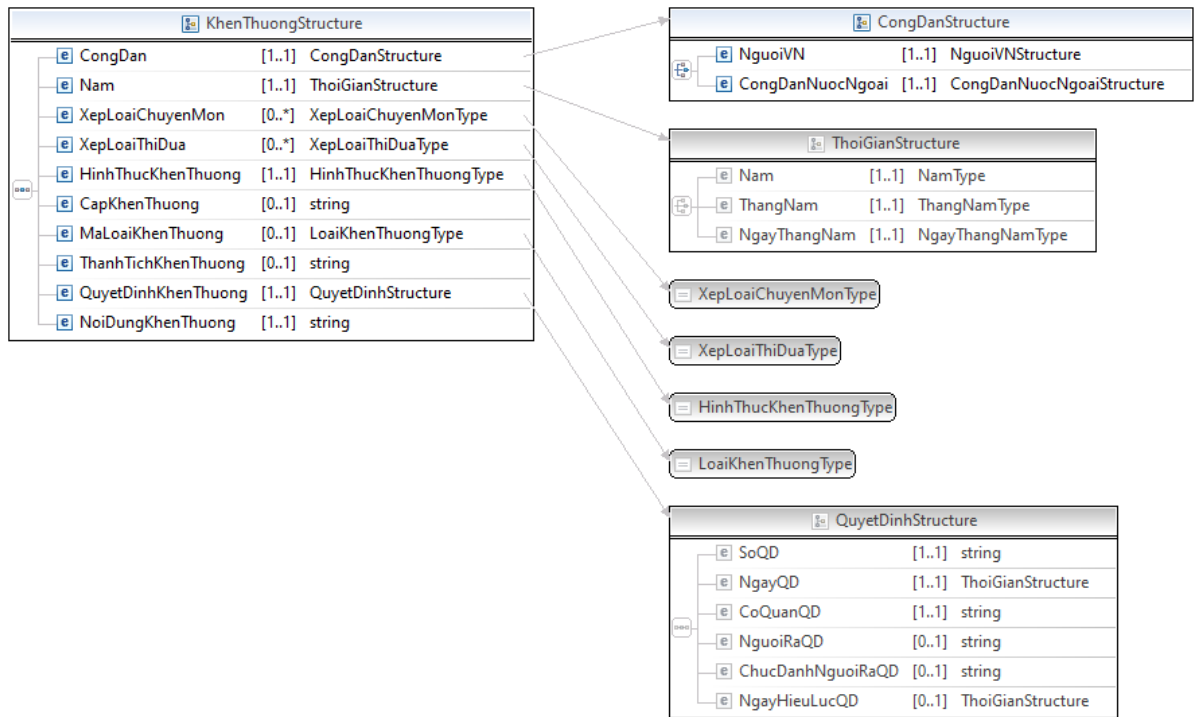 KhenThuongStructure
CongDan [1..1] CongDanStructure
Nam [1..1] ThoiGianStructure
XepLoaiChuyenMon [0..*] XepLoaiChuyenMonType
XepLoaiThiDua [0..*] XepLoaiThiDuaType
HinhThucKhenThuong [1..1] HinhThucKhenThuongType
CapKhenThuong [0..1] string
MaLoaiKhenThuong [0..1] LoaiKhenThuongType
ThanhTichKhenThuong [0..1] string
QuyetDinhKhenThuong [1..1] QuyetDinhStructure
NoiDungKhenThuong [1..1] string
CongDanStructure
NguoiVN [1..1] NguoiVNStructure
CongDanNuocNgoai [1..1] CongDanNuocNgoaiStructure
ThoiGianStructure
Nam [1..1] NamType
ThangNam [1..1] ThangNamType
NgayThangNam [1..1] NgayThangNamType
XepLoaiChuyenMonType
XepLoaiThiDuaType
HinhThucKhenThuongType
LoaiKhenThuongType
QuyetDinhStructure
SoQD [1..1] string
NgayQD [1..1] ThoiGianStructure
CoQuanQD [1..1] string
NguoiRaQD [0..1] string
ChucDanhNguoiRaQD [0..1] string
NgayHieuLucQD [0..1] ThoiGianStructure